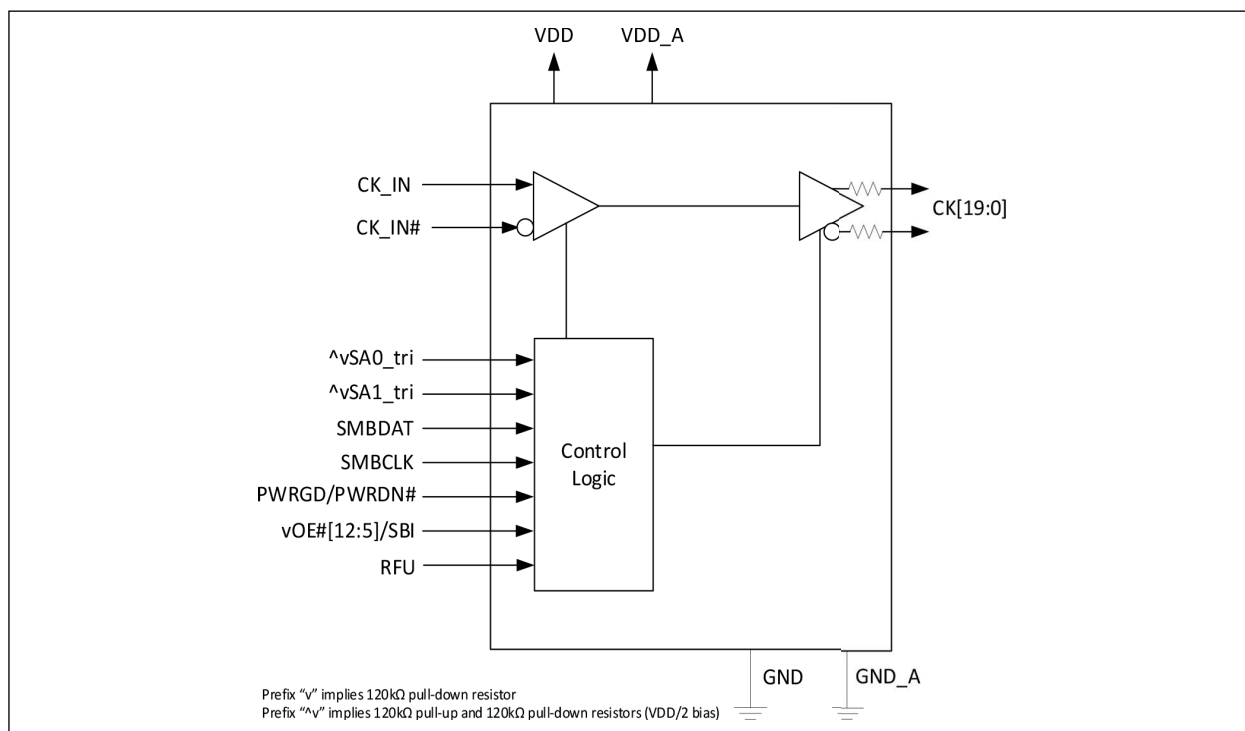 VDD
VDD_A
CK_IN
CK_IN#
CK[19:0]
^vSA0_tri
^vSA1_tri
SMBDAT
SMBCLK
PWRGD/PWRDN#
vOE#[12:5]/SBI
RFU
Control
Logic
GND
GND_A
Prefix “v” implies 120kΩ pull-down resistor
Prefix “^v” implies 120kΩ pull-up and 120kΩ pull-down resistors (VDD/2 bias)